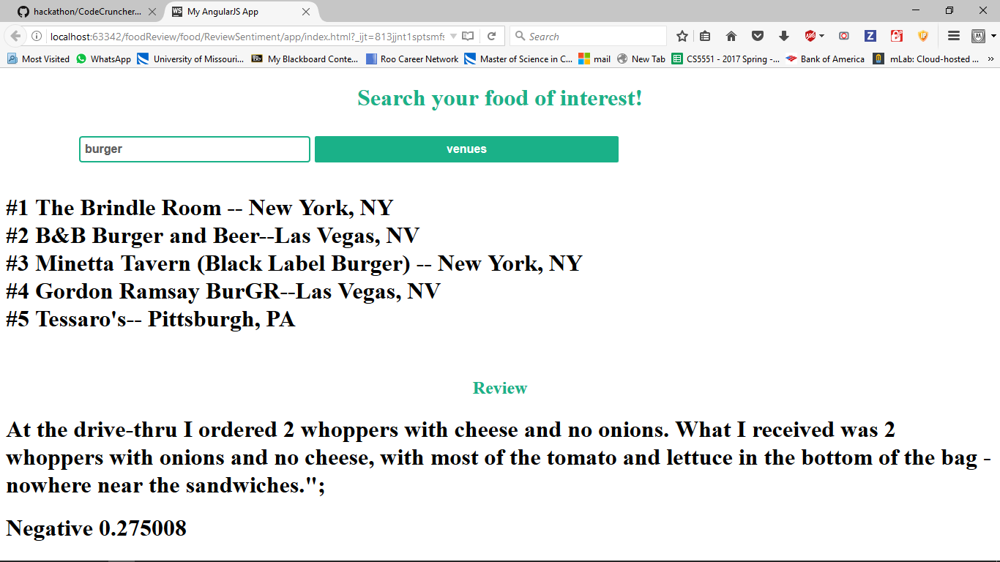 hackathon/CodeCruncher...
My AngularJS App
localhost:63342/foodReview/food/ReviewSentiment/app/index.html?_ijt=813jjnt1sptsmfs
Search
Most Visited
WhatsApp
University of Missouri...
Bb My Blackboard Conte...
Roo Career Network
Master of Science in C...
mail
New Tab
CS5551 - 2017 Spring -...
Bank of America
mLab: Cloud-hosted ...
Search your food of interest!
burger
venues
#1 The Brindle Room -- New York, NY
#2 B&B Burger and Beer--Las Vegas, NV
#3 Minetta Tavern (Black Label Burger) -- New York, NY
#4 Gordon Ramsay BurGR--Las Vegas, NV
#5 Tessaro's-- Pittsburgh, PA
Review
At the drive-thru I ordered 2 whoppers with cheese and no onions. What I received was 2
whoppers with onions and no cheese, with most of the tomato and lettuce in the bottom of the bag -
nowhere near the sandwiches.";
Negative 0.275008